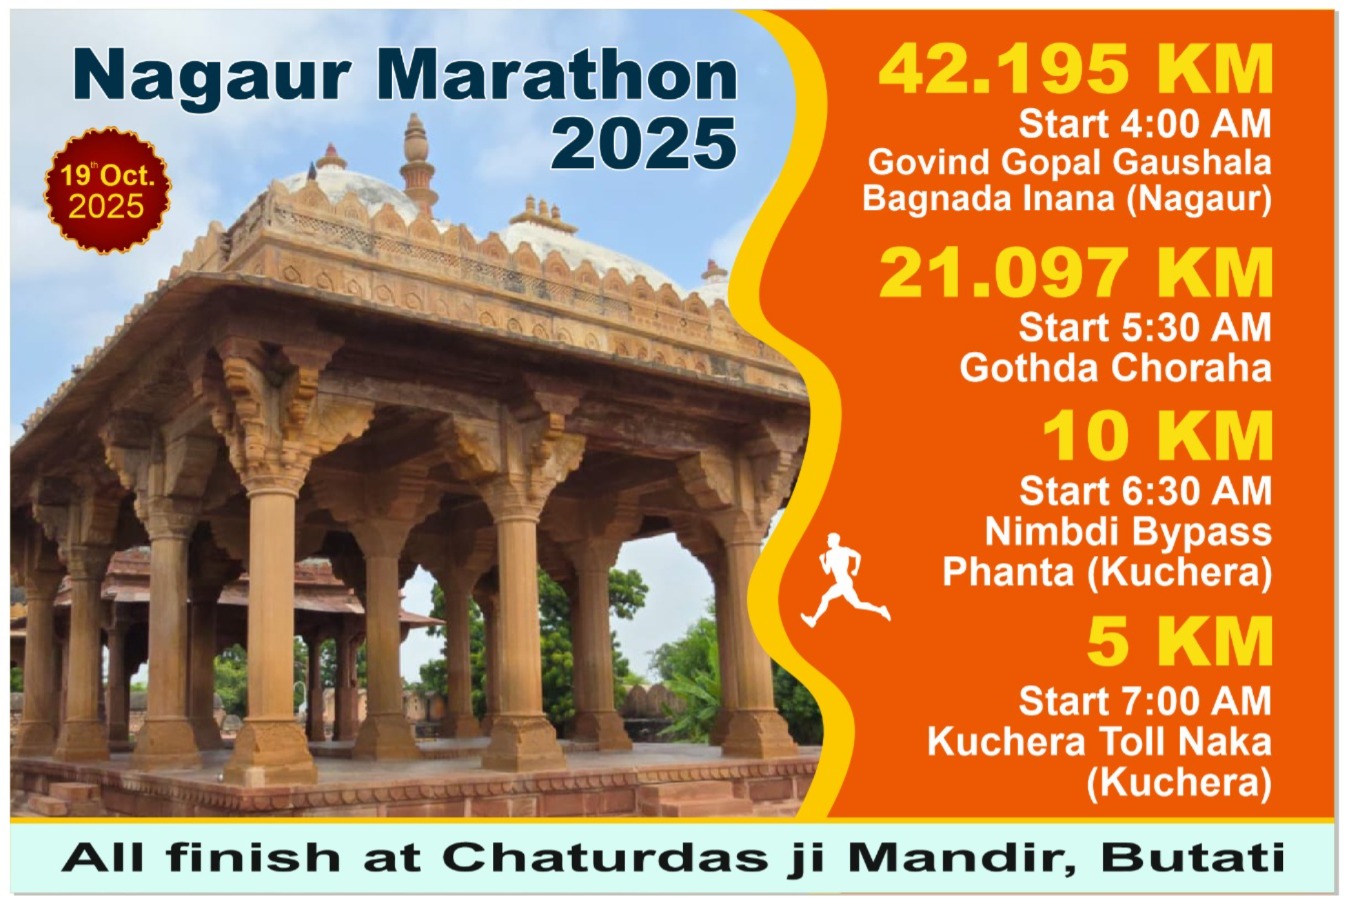 Nagaur Marathon
2025
19th Oct.
2025
42.195 KM
Start 4:00 AM
Govind Gopal Gaushala
Bagnada Inana (Nagaur)
21.097 KM
Start 5:30 AM
Gothda Choraha
10 KM
Start 6:30 AM
Nimbdi Bypass
Phanta (Kuchera)
5 KM
Start 7:00 AM
Kuchera Toll Naka
(Kuchera)
All finish at Chaturdas ji Mandir, Butati